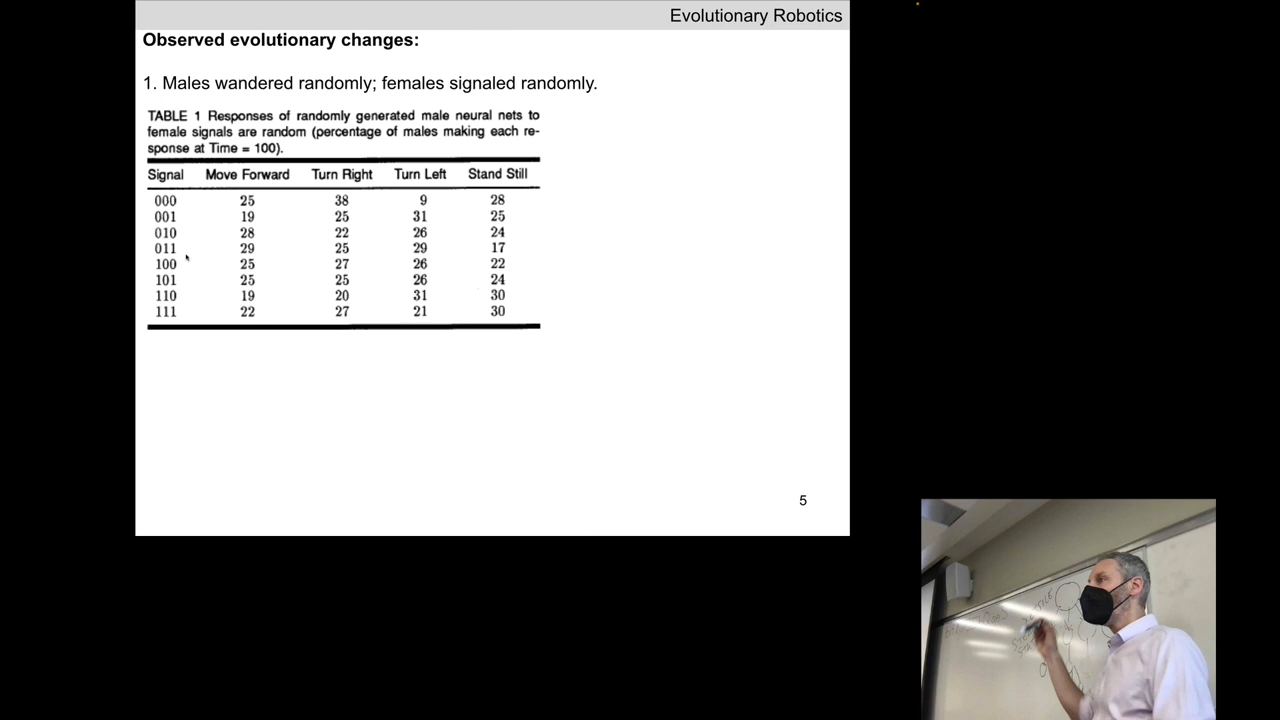 Evolutionary Robotics
Observed evolutionary changes:
1. Males wandered randomly; females signaled randomly.
TABLE 1 Responses of randomly generated male neural nets to
female signals are random (percentage of males making each re-
sponse at Time = 100).
Signal Move Forward Turn Right Turn Left Stand Still
000 25 38 9 28
001 19 25 31 25
010 28 22 26 24
011 29 25 29 17
100 25 27 26 22
101 25 25 26 24
110 19 20 31 30
111 22 27 21 30
5